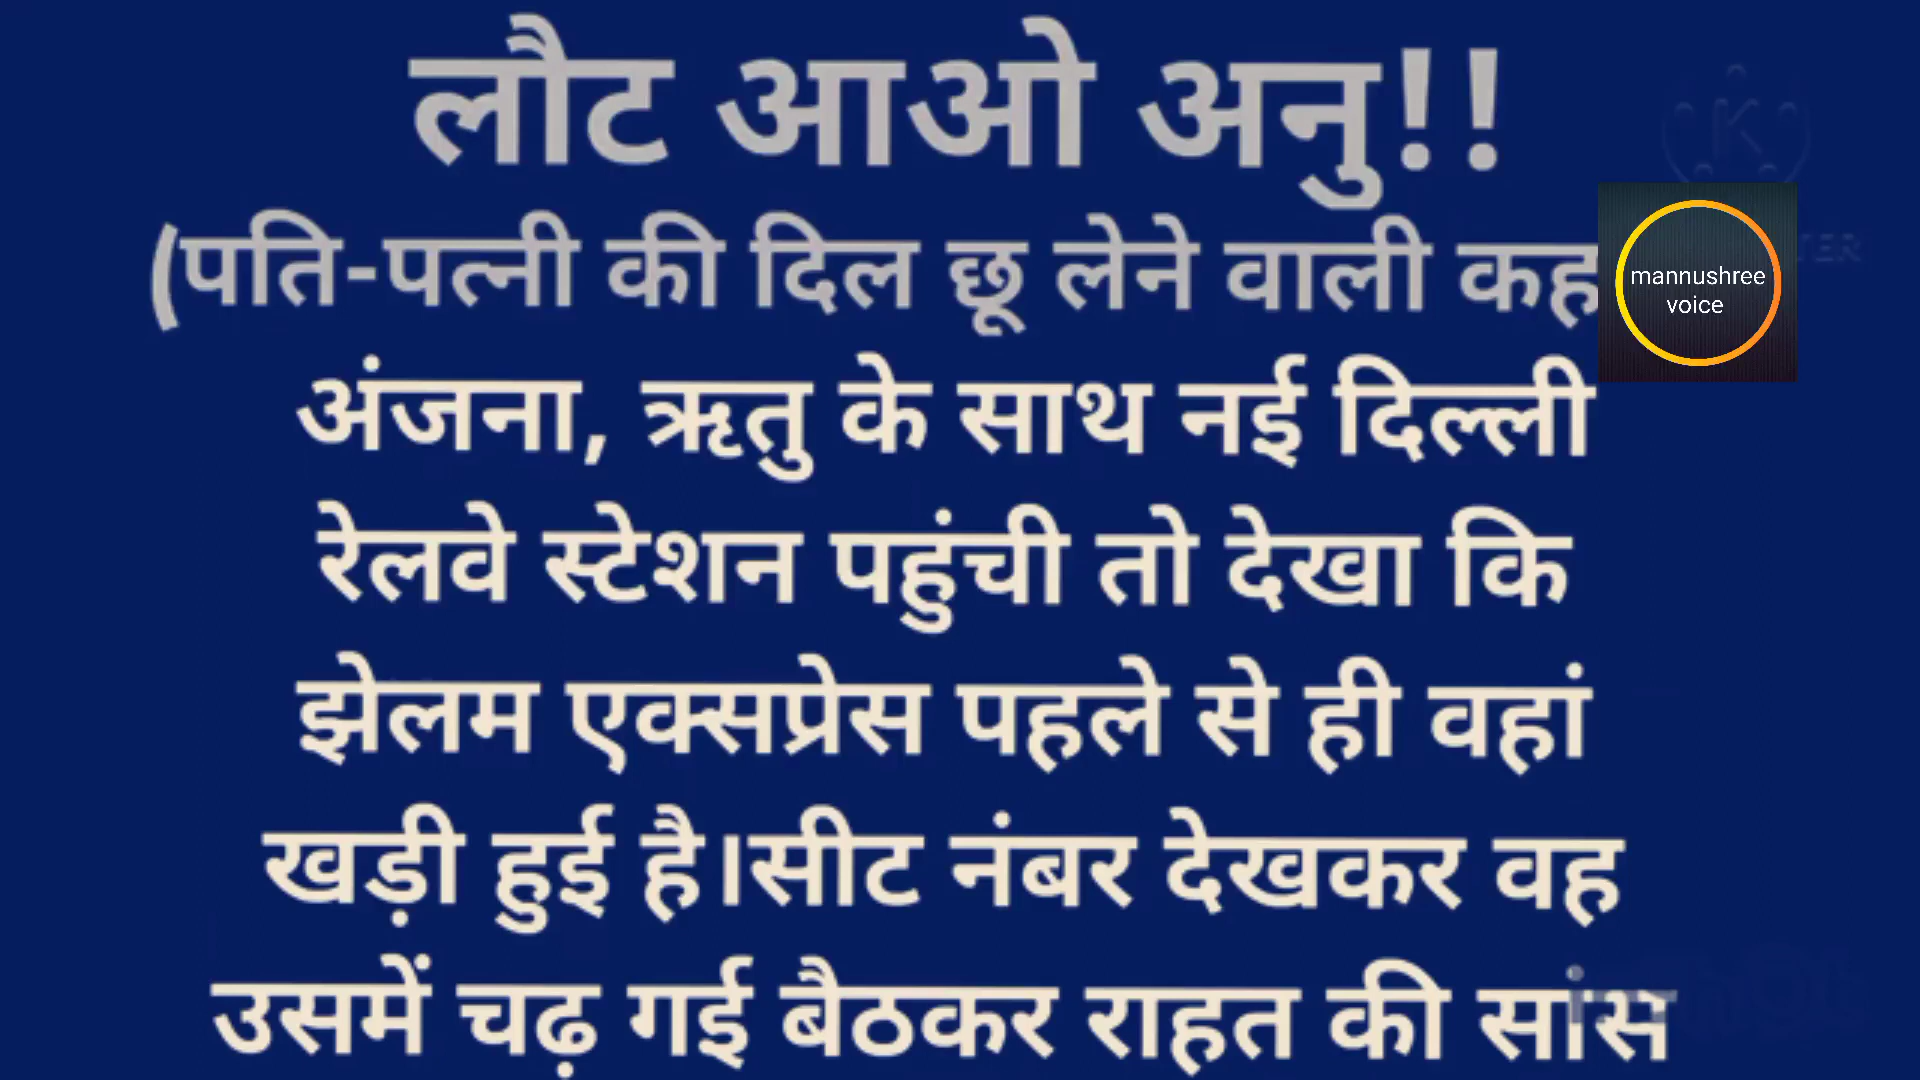 लौट आओ अनु!!
(पति-पत्नी की दिल छू लेने वाली कह
mannushree
voice
अंजना, ऋतु के साथ नई दिल्ली
रेलवे स्टेशन पहुंची तो देखा कि
झेलम एक्सप्रेस पहले से ही वहां
खड़ी हुई है।सीट नंबर देखकर वह
उसमें चढ़ गई बैठकर राहत की सांस